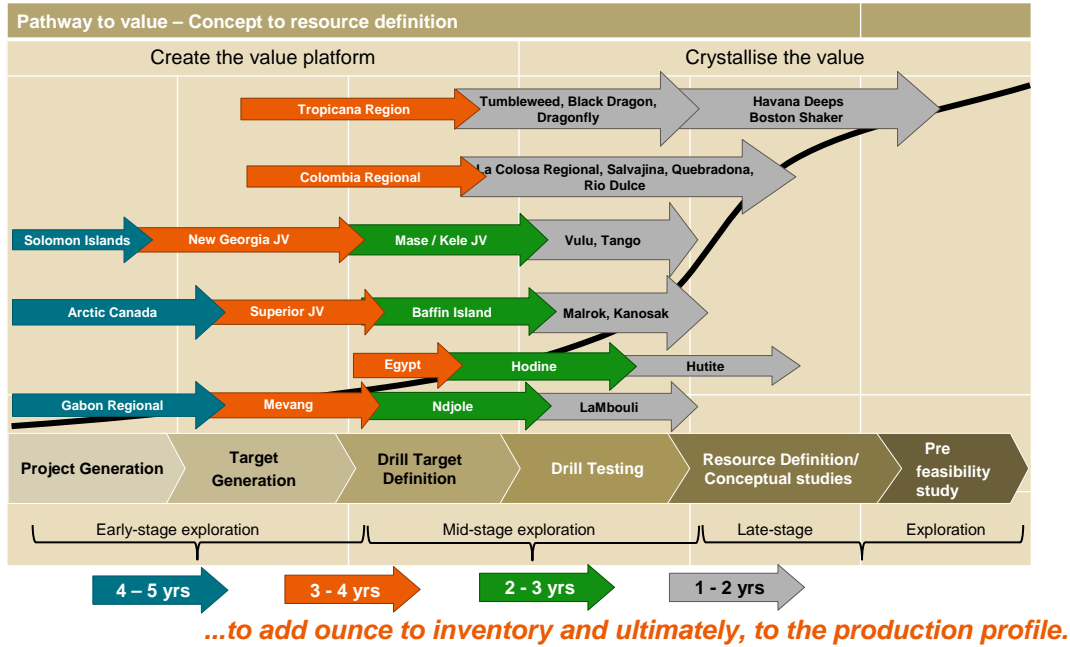 Pathway to value – Concept to resource definition
Create the value platform
Crystallise the value
Tropicana Region
Tumbleweed, Black Dragon,
Dragonfly
Havana Deeps
Boston Shaker
Colombia Regional
La Colosa Regional, Salvajina, Quebradona,
Rio Dulce
Solomon Islands
New Georgia JV
Mase / Kele JV
Vulu, Tango
Arctic Canada
Superior JV
Baffin Island
Malrok, Kanosak
Egypt
Hodine
Hutite
Gabon Regional
Mevang
Ndjole
LaMbouli
Project Generation
Target
Generation
Drill Target
Definition
Drill Testing
Resource Definition/
Conceptual studies
Pre
feasibility
study
Early-stage exploration
Mid-stage exploration
Late-stage
Exploration
4 – 5 yrs
3 - 4 yrs
2 - 3 yrs
1 - 2 yrs
...to add ounce to inventory and ultimately, to the production profile.